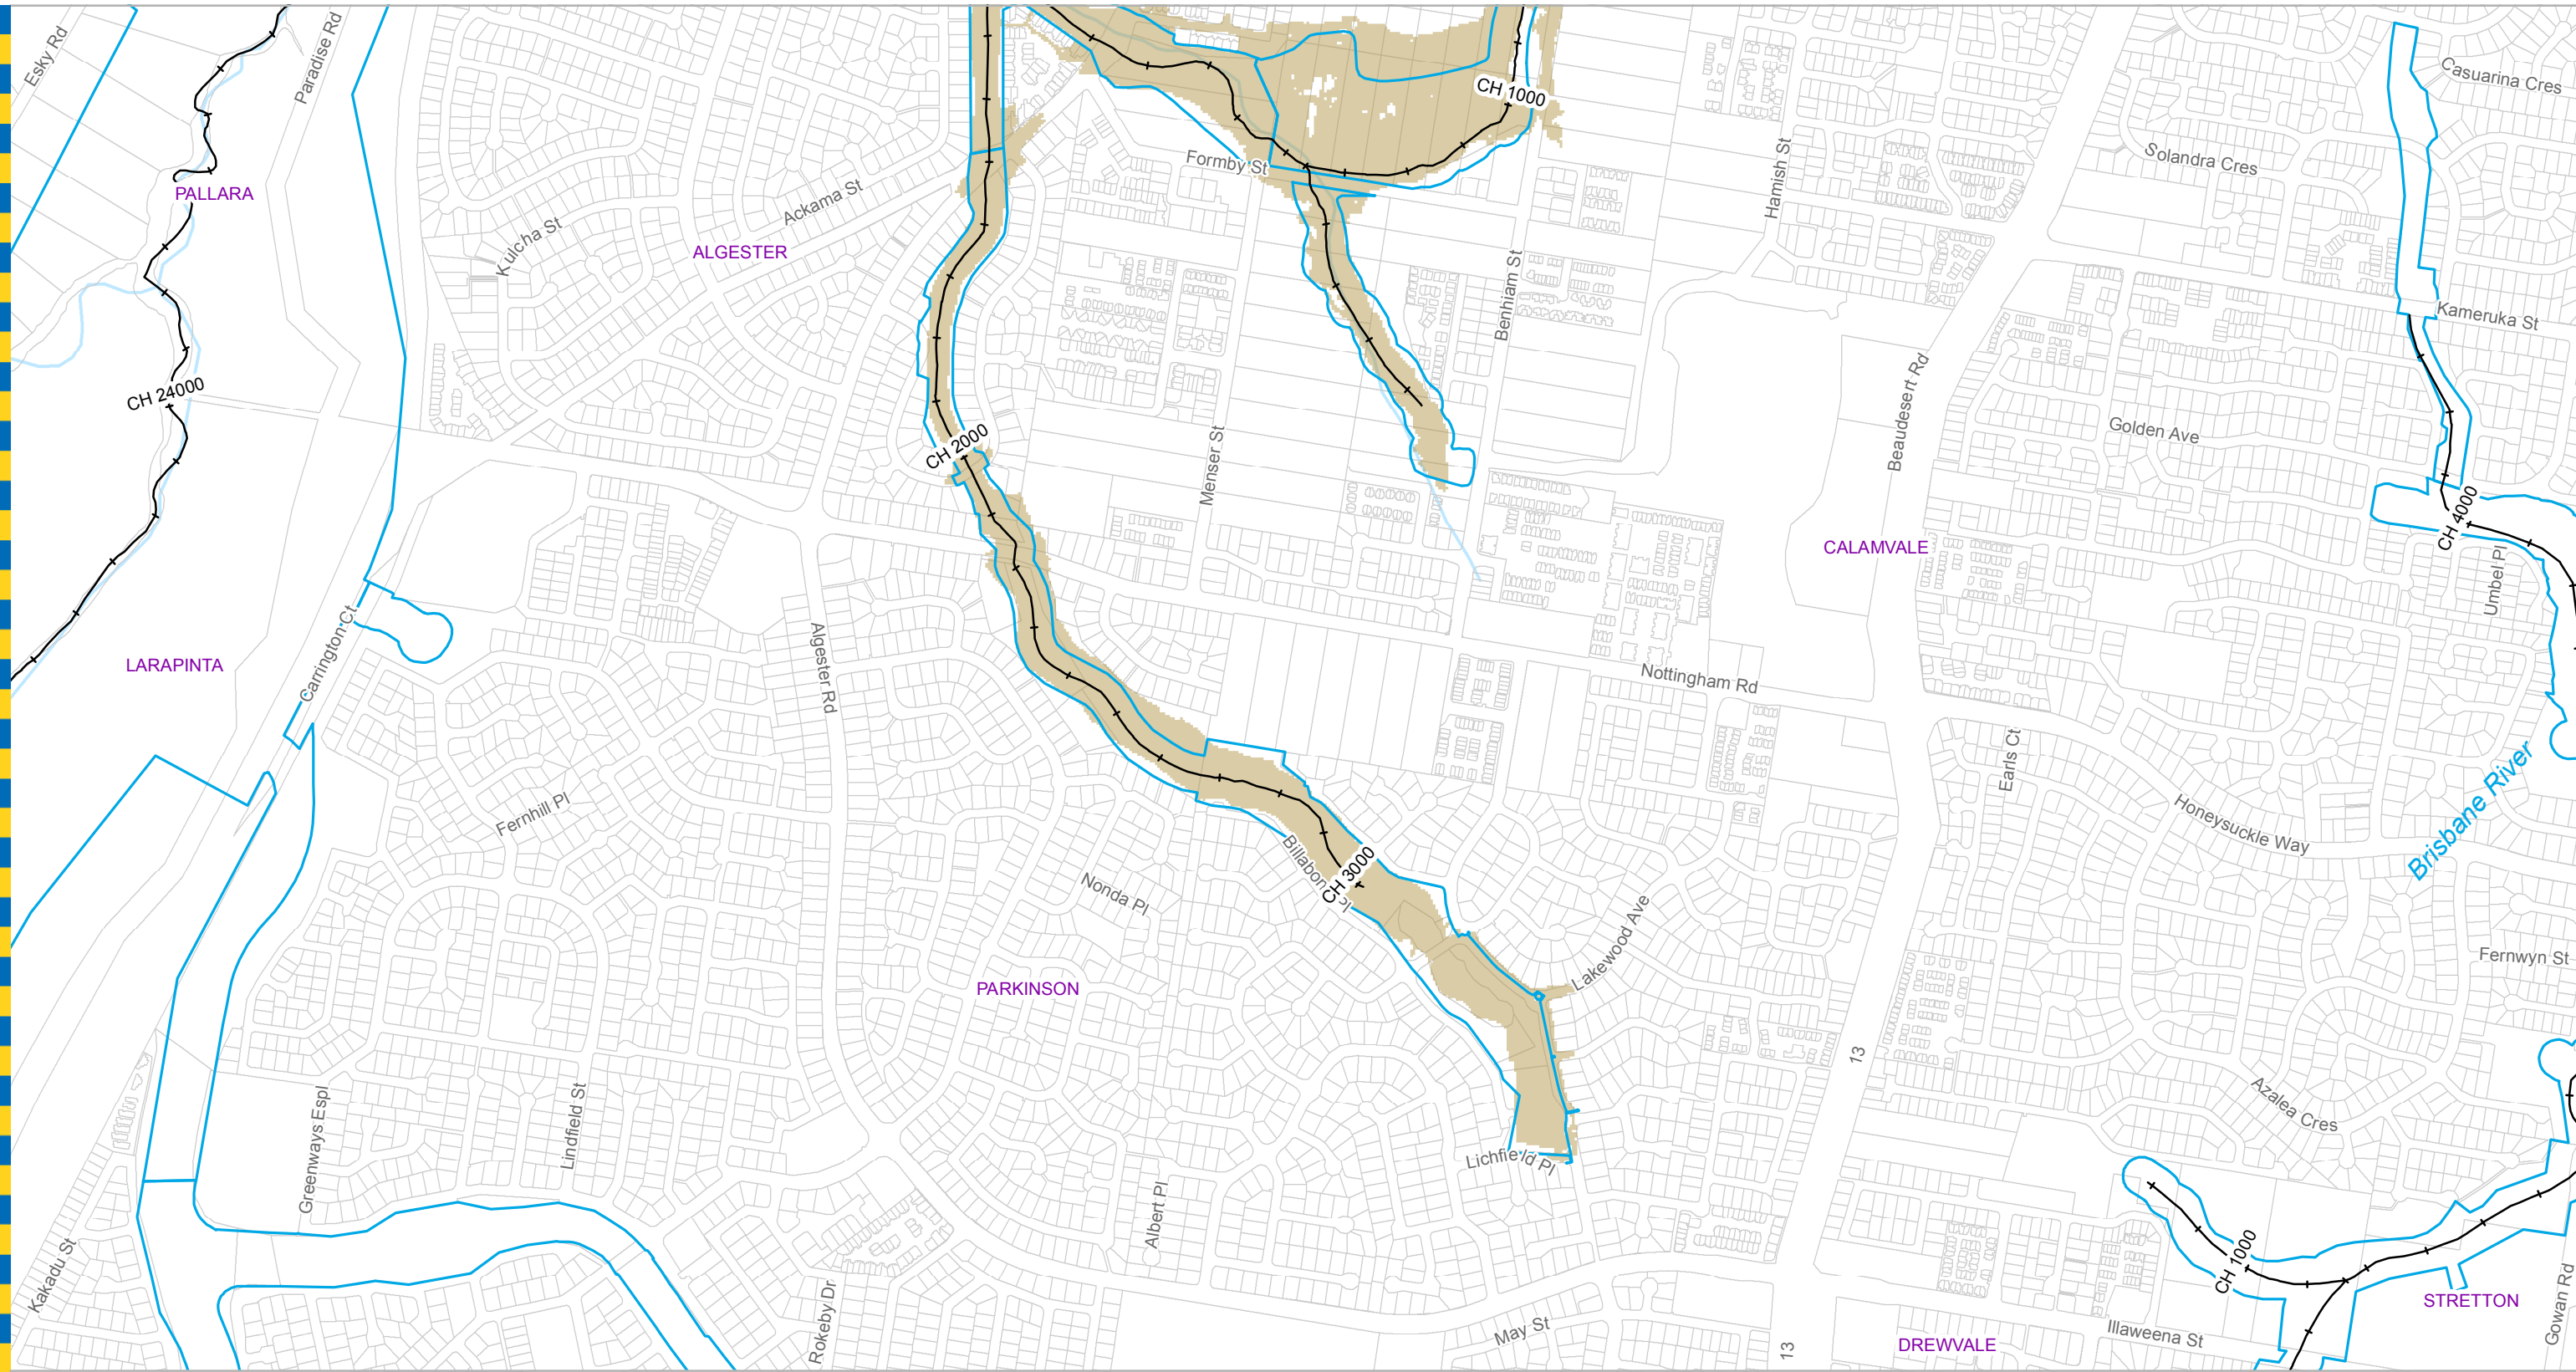 Esky Rd
Paradise Rd
Casuarina Cres
CH 1000
Solandra Cres
Formby St
Hamish St
PALLARA
Ackama St
Kulcha St
ALGESTER
Benhiam St
Kameruka St
CH 24000
Beaudesert Rd
Golden Ave
CH 2000
Menser St
CH 4000
CALAMVALE
Umbel Pl
Carrington Ct
LARAPINTA
Algester Rd
Nottingham Rd
Earls Ct
Brisbane River
Fernhill Pl
Honeysuckle Way
Nonda Pl
CH 3000
Lakewood Ave
Fernwyn St
PARKINSON
13
Azalea Cres
Greenways Espl
Lindfield St
Lichfield Pl
Albert Pl
Kakadu St
CH 1000
Rokeby Dr
May St
STRETTON
Gowan Rd
Illaweena St
DREWVALE
13